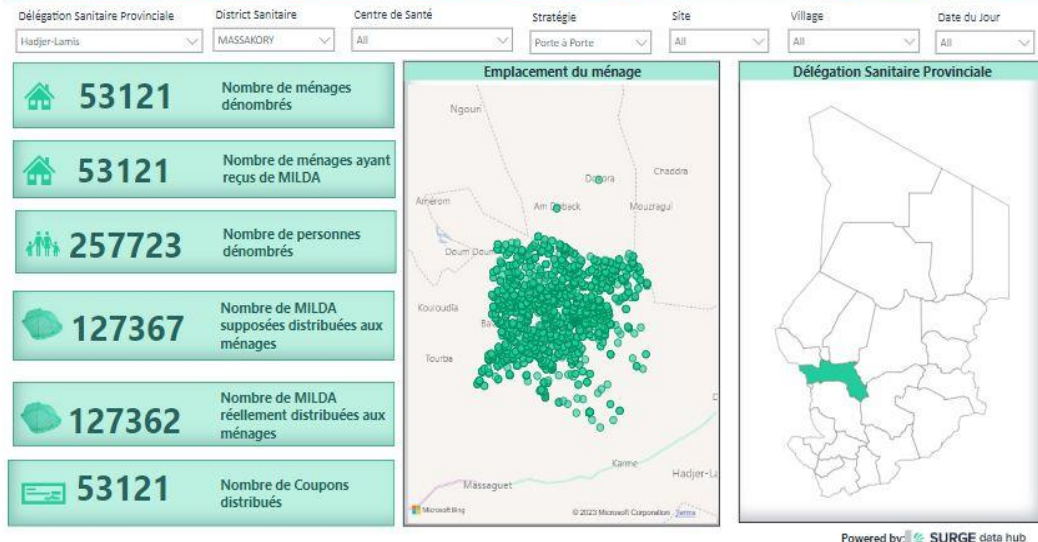 Délégation Sanitaire Provinciale
District Sanitaire
Centre de Santé
Stratégie
Site
Village
Date du Jour
Hadjer-Lamis
MASSAKORY
All
Porte à Porte
All
All
All
53121
Nombre de ménages
dénombrés
53121
Nombre de ménages ayant
reçus de MILDA
257723
Nombre de personnes
dénombrés
127367
Nombre de MILDA
supposées distribuées aux
ménages
127362
Nombre de MILDA
réellement distribuées aux
ménages
53121
Nombre de Coupons
distribués
Emplacement du ménage
Ngouri
Chaddra
Amerom
Mouzragui
Doum Doum
Kouroudia
Tourba
Karme
Hadjer-L
Massaguet
Microsoft Bing
© 2023 Microsoft Corporation Terms
Délégation Sanitaire Provinciale
Powered by: SURGE data hub